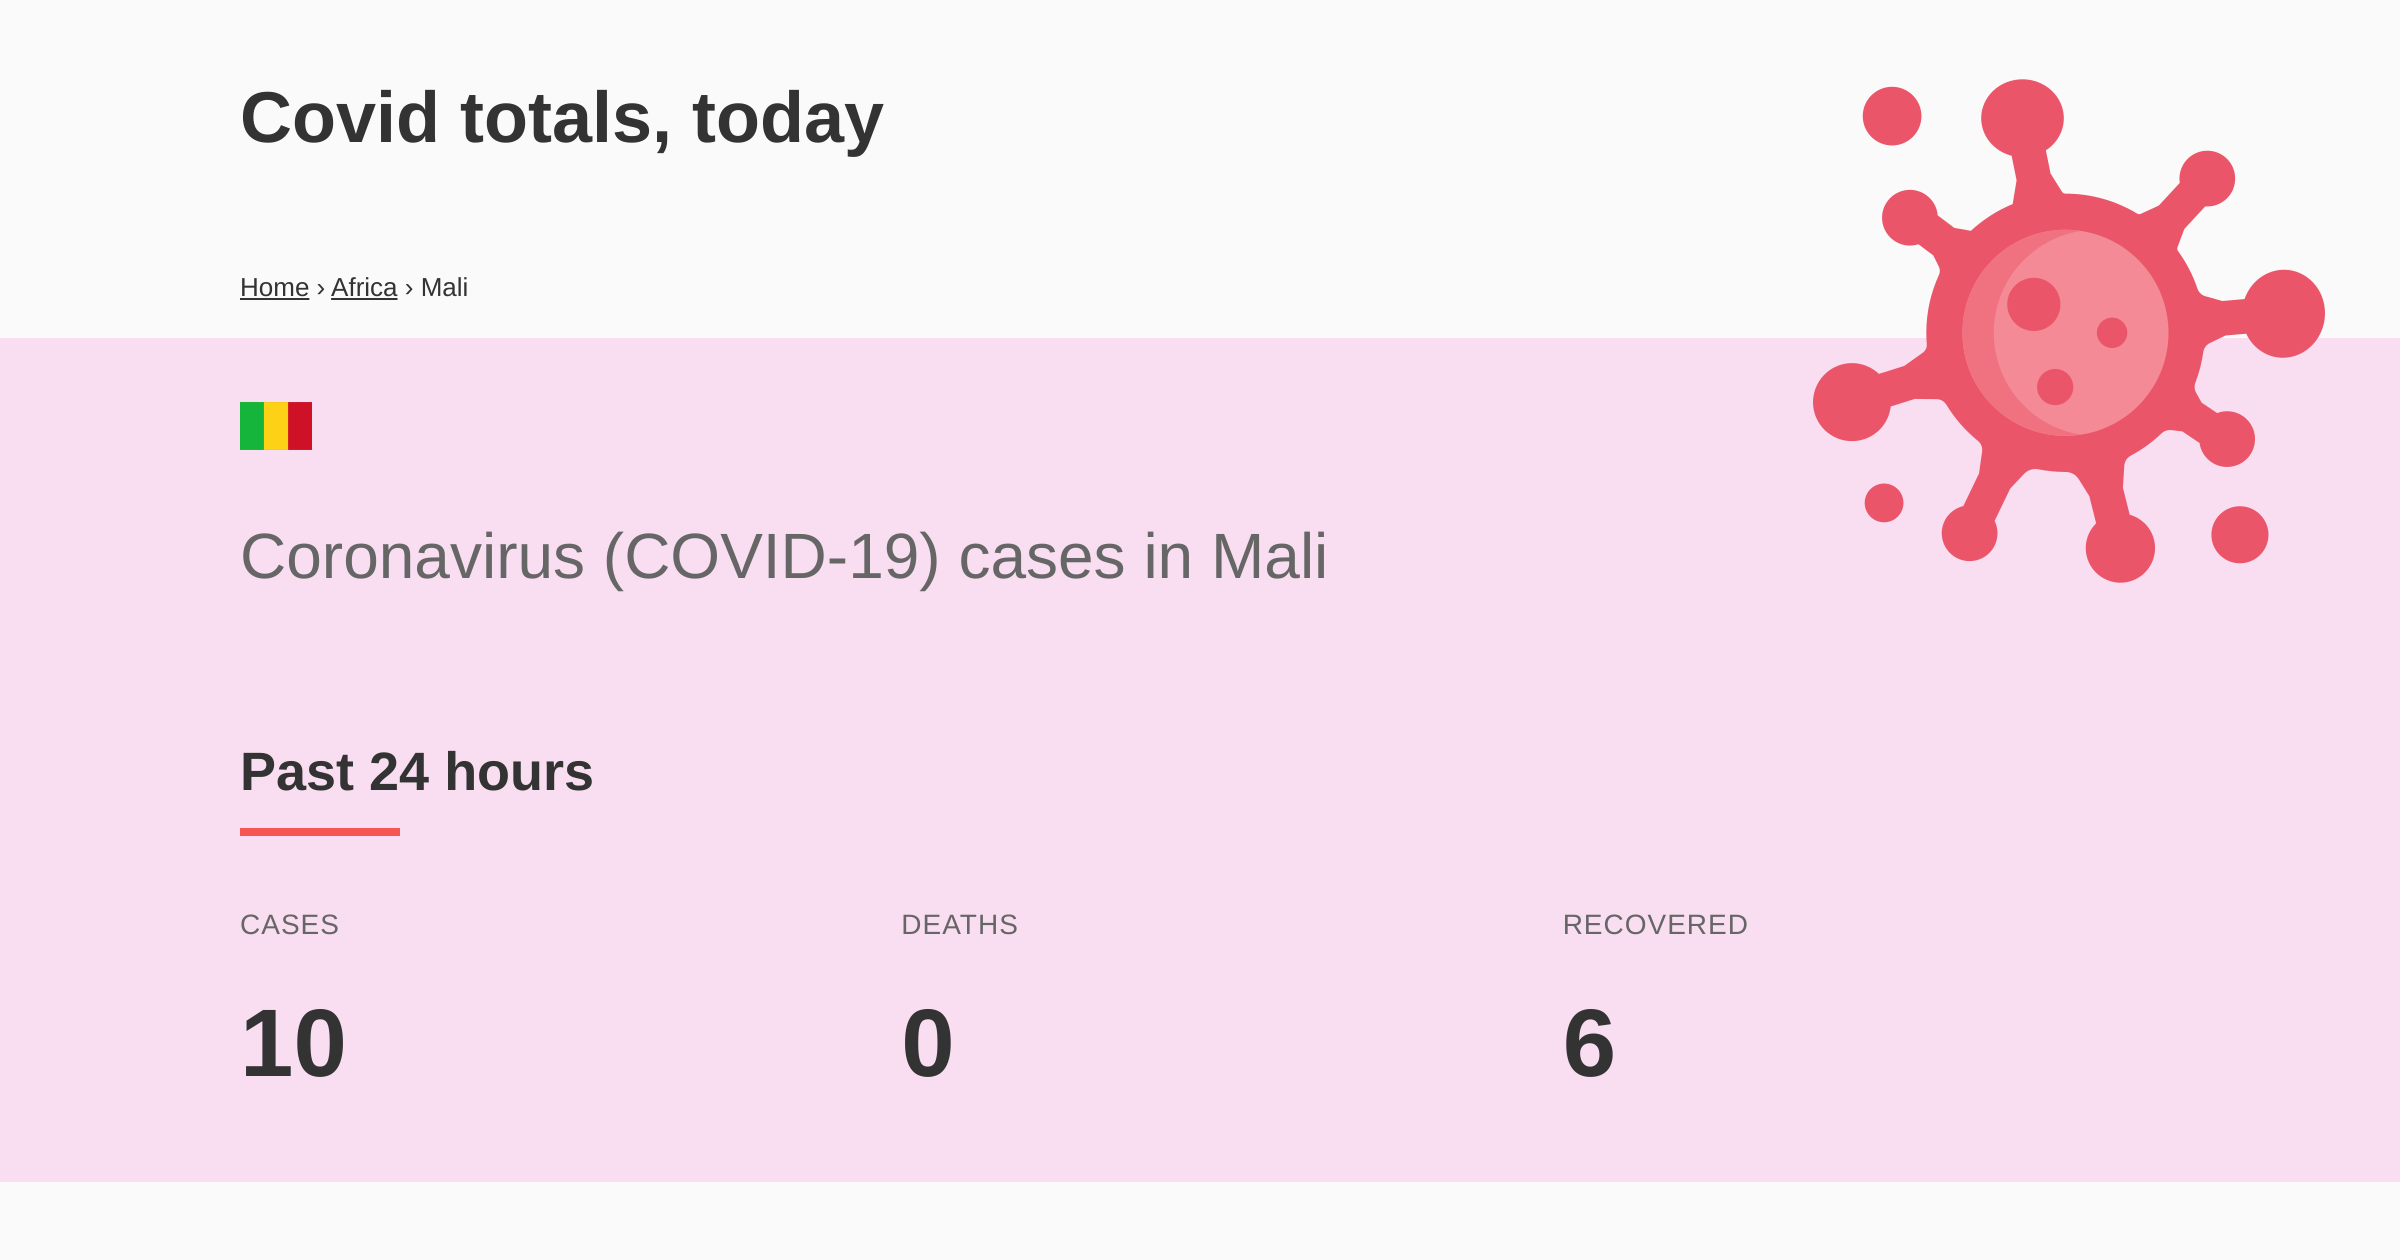 Covid totals, today
Home › Africa › Mali
Coronavirus (COVID-19) cases in Mali
Past 24 hours
CASES
DEATHS
RECOVERED
10
0
6